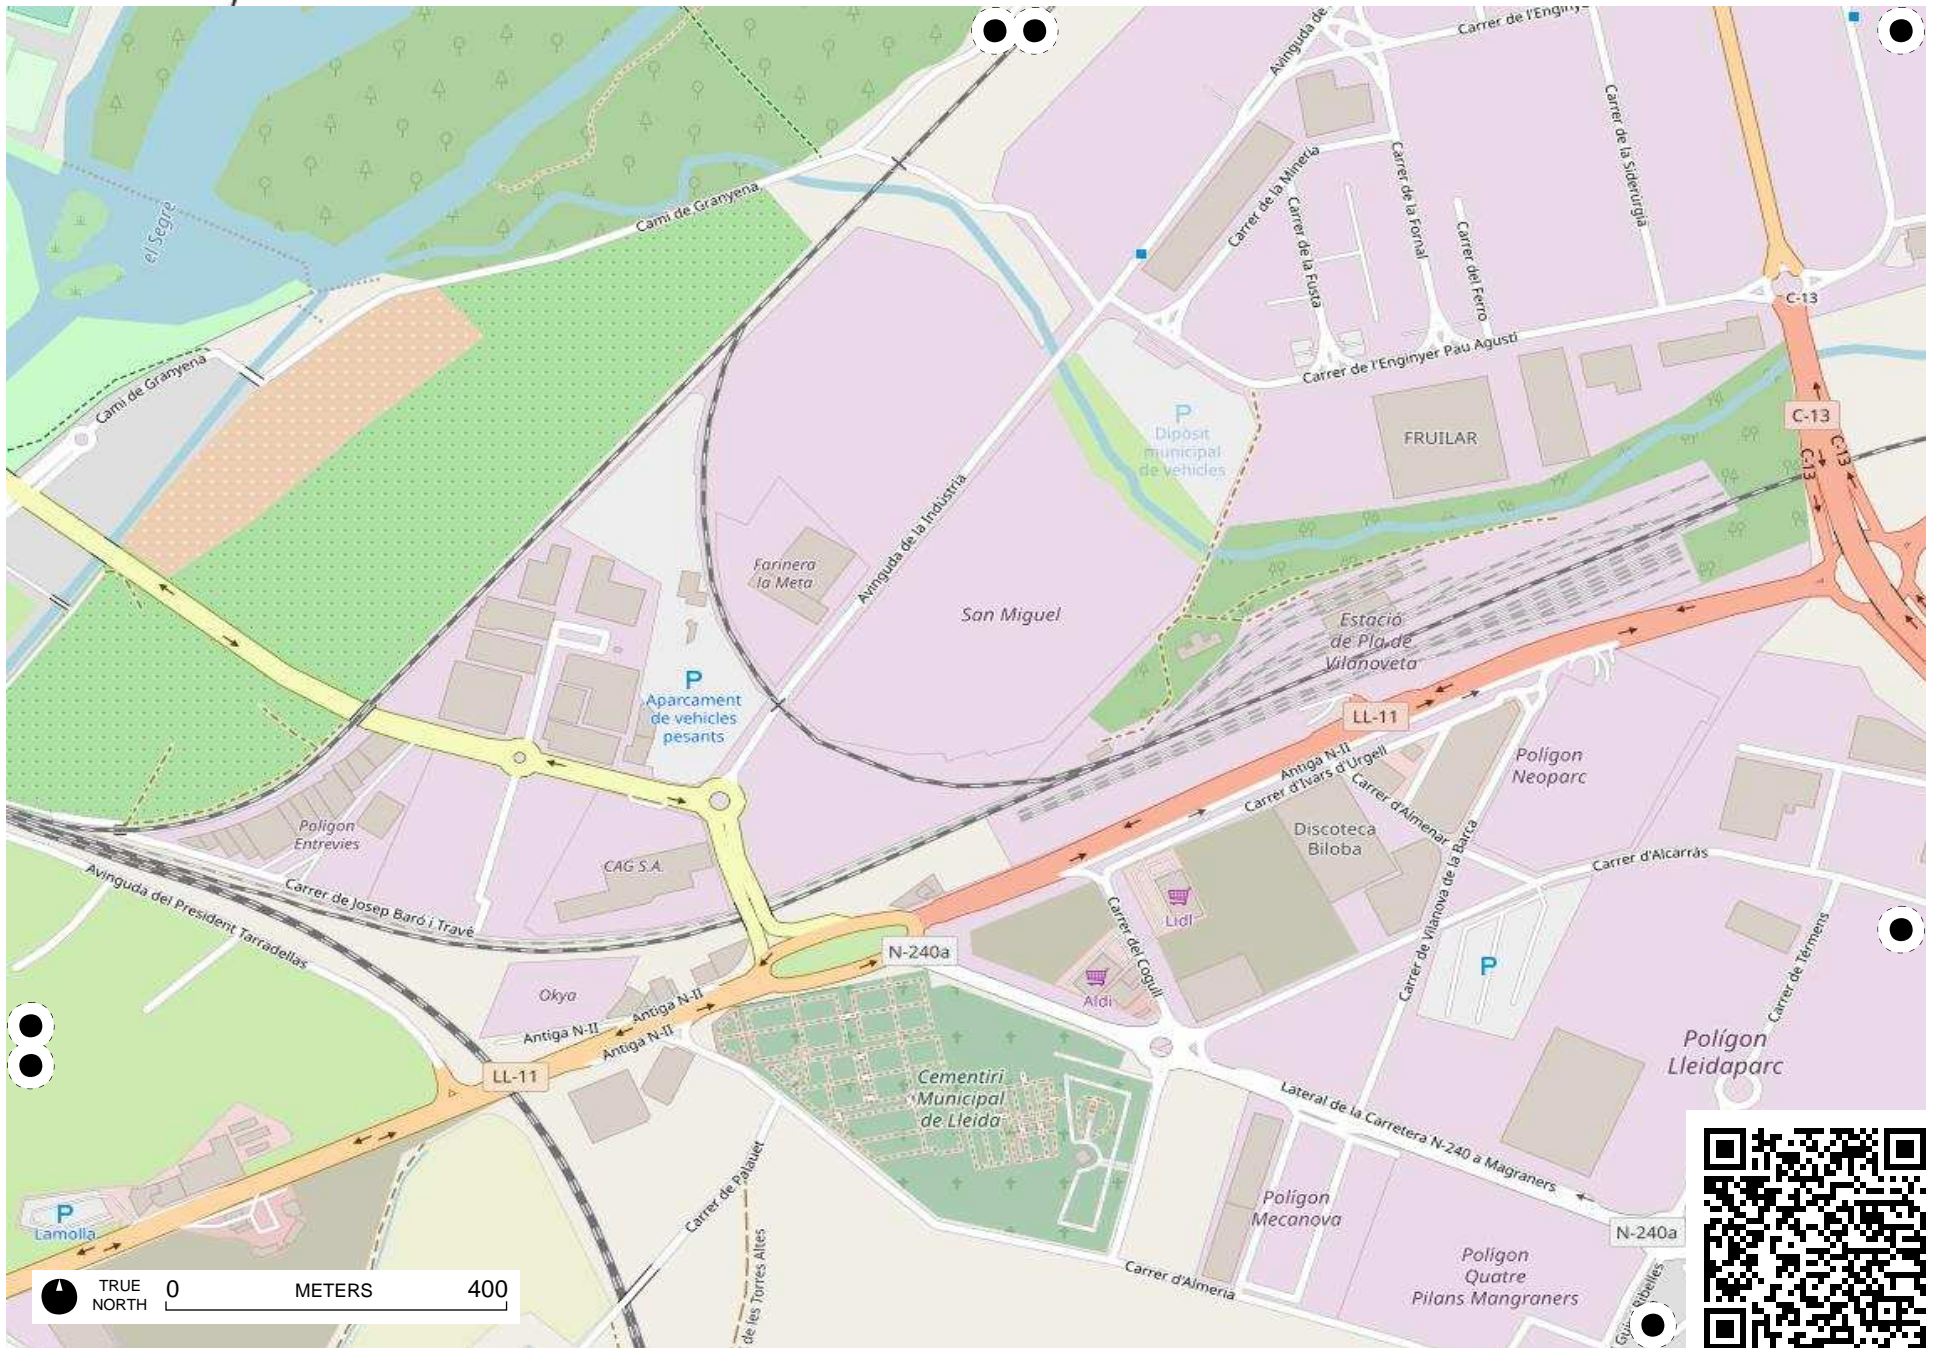 Avinguda de
Carrer de l'Enginy
Carrer de la Siderúrgia
Carrer de la Mineria
Carrer de la Fornal
Carrer de la Fusta
Carrer del Ferro
Camí de Granyena
el Segre
C-13
Carrer de l'Enginyer Pau Agustí
Camí de Granyena
P
Dipòsit
municipal
de vehicles
FRUILAR
C-13
C-13
C-13
Avinguda de la Indústria
Farinera
la Meta
San Miguel
Estació
de Pla de
Vilanoveta
P
Aparcament
de vehicles
pesants
LL-11
Antiga N-II
Carrer d'Ivars d'Urgell
Polígon
Neoparc
Carrer d'Almenar
Discoteca
Biloba
Carrer de Vilanova de la Barca
Carrer d'Alcarràs
Polígon
Entrevies
CAG S.A.
Lidl
Carrer de Josep Baró i Travé
Avinguda del President Tarradellas
Carrer del Cogull
Carrer de Térmens
N-240a
P
Aldi
Okya
Antiga N-II
Antiga N-II
Antiga N-II
Polígon
Lleidaparc
LL-11
Cementiri
Municipal
de Lleida
Lateral de la Carretera N-240 a Magraners
Carrer de Palauet
Polígon
Mecanova
P
Lamolla
N-240a
de les Torres Altes
Carrer d'Almeria
Polígon
Quatre
Pilans Mangraners
Ribelles
TRUE
NORTH
0 METERS 400